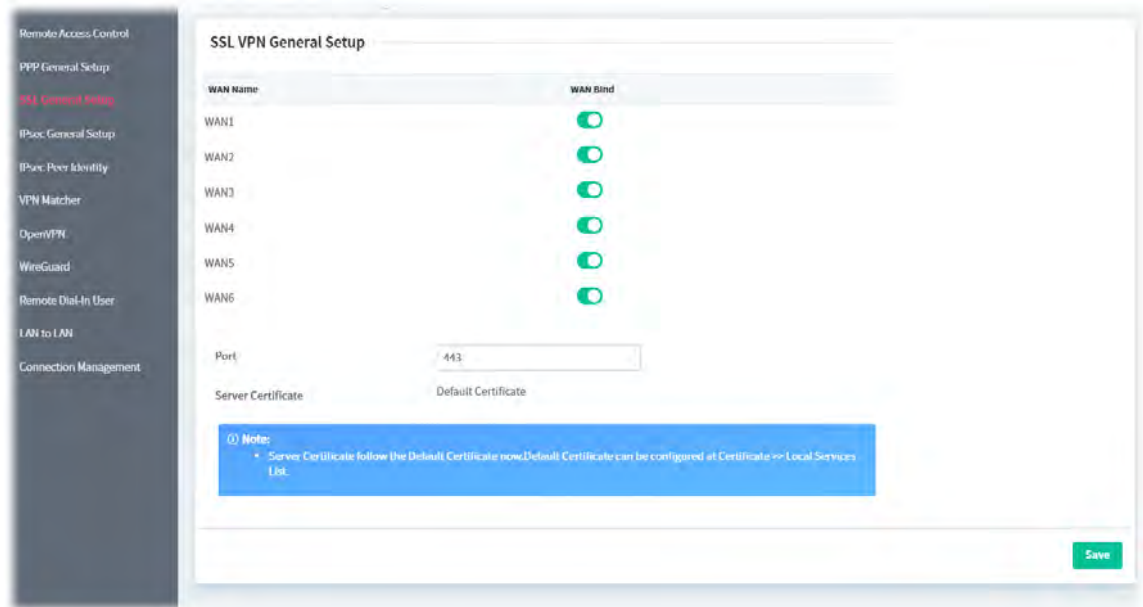 Remote Access Control
PPP General Setup
SSL General Setup
IPsec General Setup
IPsec Peer Identity
VPN Matcher
OpenVPN
WireGuard
Remote Dial-In User
LAN to LAN
Connection Management
SSL VPN General Setup
WAN Name WAN Bind
WAN1
WAN2
WAN3
WAN4
WAN5
WAN6
Port 443
Server Certificate Default Certificate
Note:
• Server Certificate follow the Default Certificate now.Default Certificate can be configured at Certificate >> Local Services
List.
Save